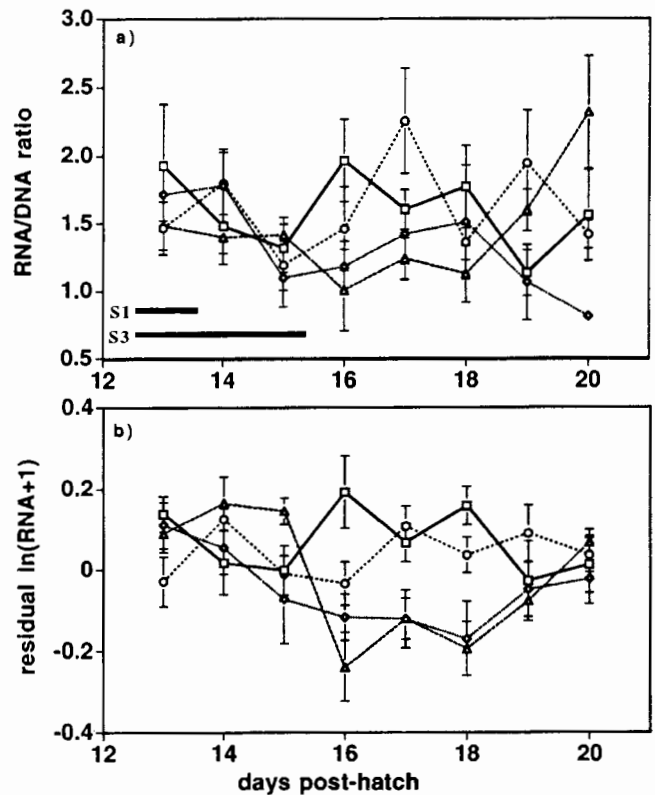 3.0
a)
2.5
2.0
1.5
1.0
0.5
RNA/DNA ratio
S1
S3
12 14 16 18 20
0.4
b)
0.2
0
-0.2
-0.4
residual ln(RNA+1)
12 14 16 18 20
days post-hatch